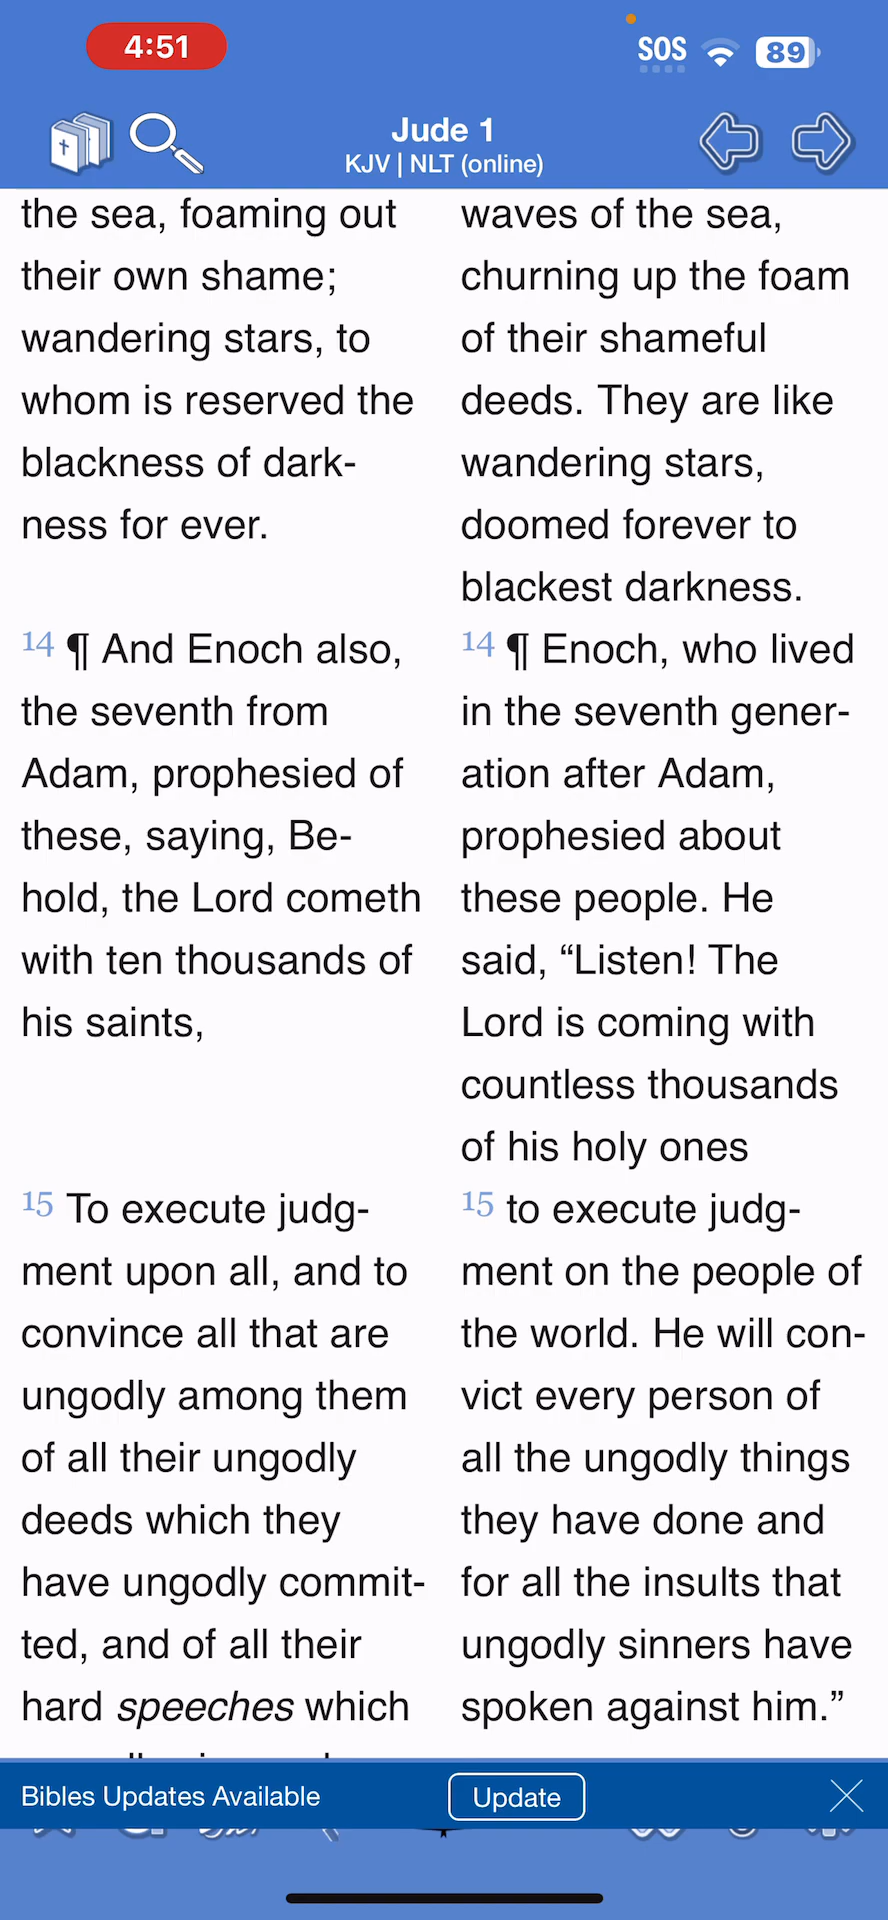 4:51
SOS
89
Jude 1
KJV | NLT (online)
the sea, foaming out
their own shame;
wandering stars, to
whom is reserved the
blackness of dark-
ness for ever.
14 ¶ And Enoch also,
the seventh from
Adam, prophesied of
these, saying, Be-
hold, the Lord cometh
with ten thousands of
his saints,
15 To execute judg-
ment upon all, and to
convince all that are
ungodly among them
of all their ungodly
deeds which they
have ungodly commit-
ted, and of all their
hard speeches which
waves of the sea,
churning up the foam
of their shameful
deeds. They are like
wandering stars,
doomed forever to
blackest darkness.
14 ¶ Enoch, who lived
in the seventh gener-
ation after Adam,
prophesied about
these people. He
said, “Listen! The
Lord is coming with
countless thousands
of his holy ones
15 to execute judg-
ment on the people of
the world. He will con-
vict every person of
all the ungodly things
they have done and
for all the insults that
ungodly sinners have
spoken against him.”
Bibles Updates Available
Update